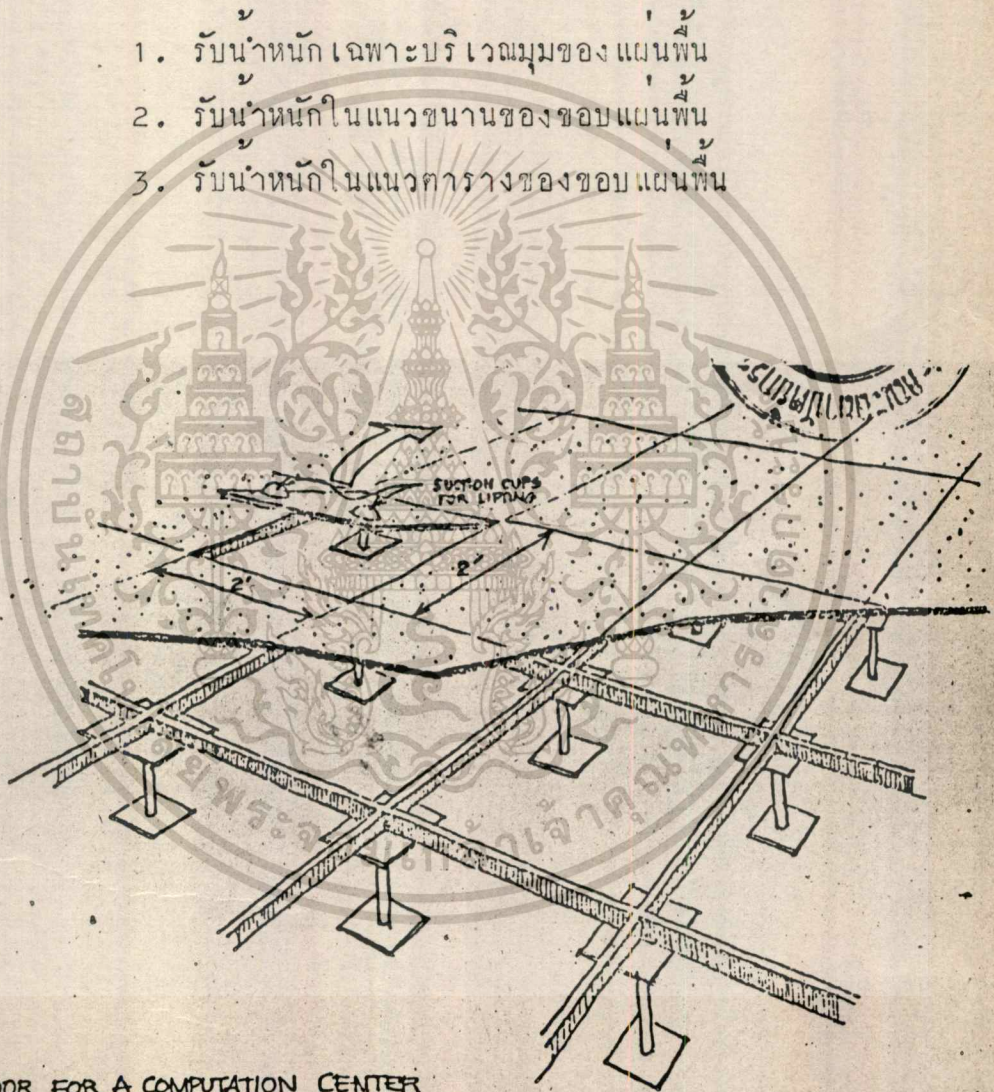 1. รับน้ำหนักเฉพาะบริเวณมุมของแผ่นพื้น
2. รับน้ำหนักในแนวขนานของขอบแผ่นพื้น
3. รับน้ำหนักในแนวตารางของขอบแผ่นพื้น
SUCTION CUPS
FOR LIFTING
2'
2'
FOR A COMPUTATION CENTER